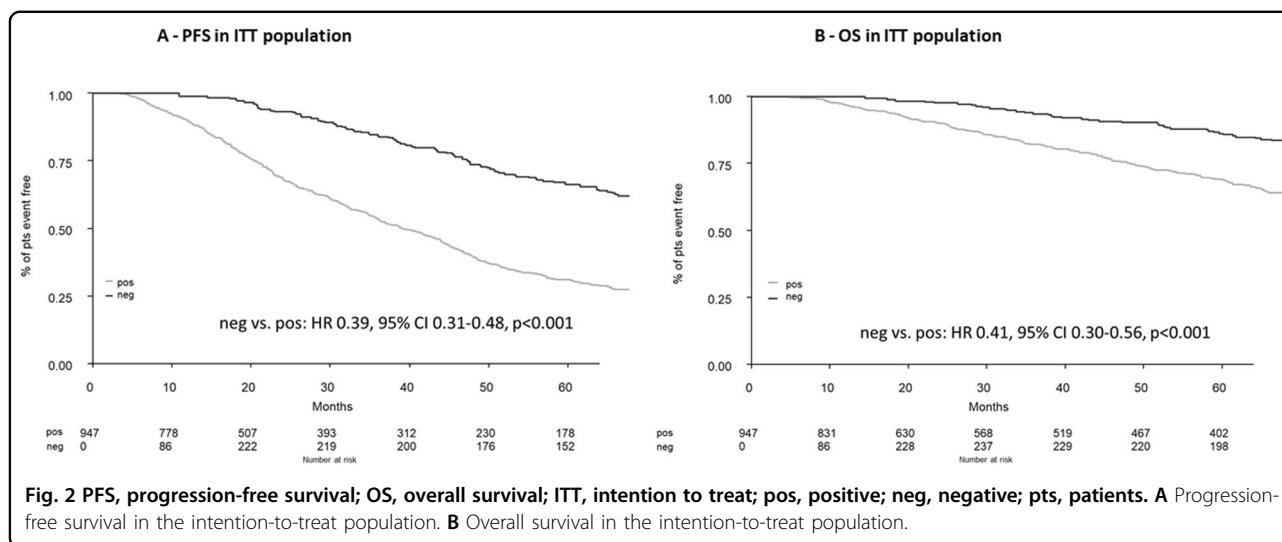 A - PFS in ITT population
1.00
0.75
0.50
0.25
0.00
% of pts event free
pos
neg
neg vs. pos: HR 0.39, 95% CI 0.31-0.48, p<0.001
0 10 20 30 40 50 60
Months
pos 947 778 507 393 312 230 178
neg 0 86 222 219 200 176 152
Number at risk
B - OS in ITT population
1.00
0.75
0.50
0.25
0.00
% of pts event free
pos
neg
neg vs. pos: HR 0.41, 95% CI 0.30-0.56, p<0.001
0 10 20 30 40 50 60
Months
pos 947 831 630 568 519 467 402
neg 0 86 228 237 229 220 198
Number at risk
Fig. 2 PFS, progression-free survival; OS, overall survival; ITT, intention to treat; pos, positive; neg, negative; pts, patients. A Progression-
free survival in the intention-to-treat population. B Overall survival in the intention-to-treat population.